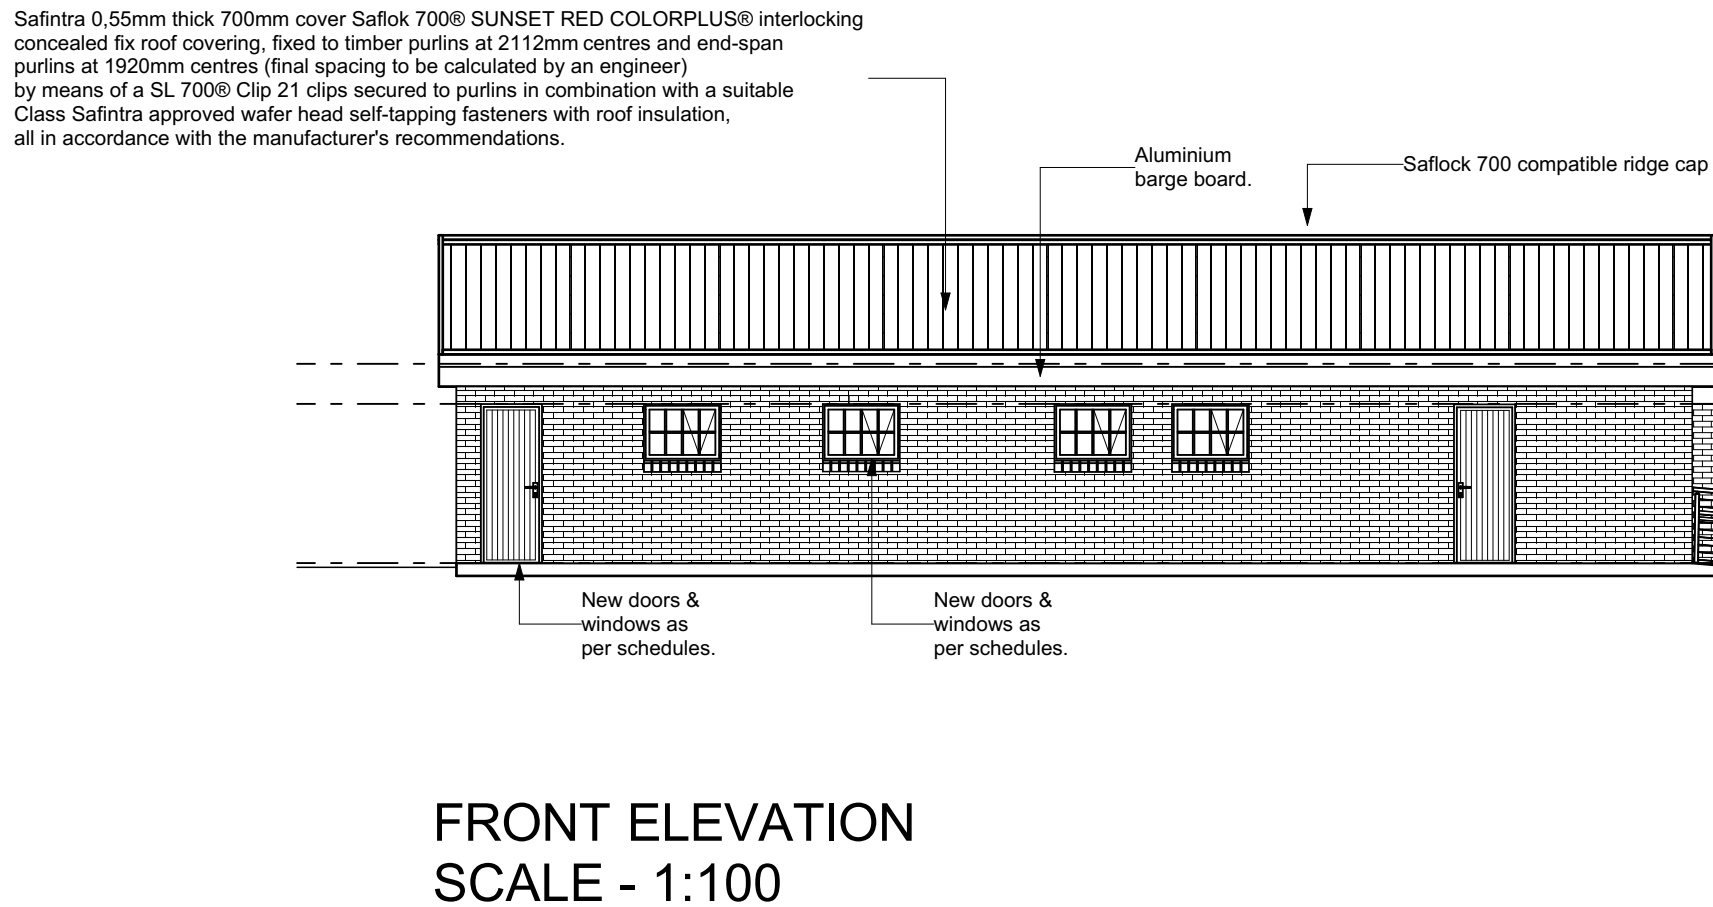 Safintra 0,55mm thick 700mm cover Saflok 700® SUNSET RED COLORPLUS® interlocking
concealed fix roof covering, fixed to timber purlins at 2112mm centres and end-span
purlins at 1920mm centres (final spacing to be calculated by an engineer)
by means of a SL 700® Clip 21 clips secured to purlins in combination with a suitable
Class Safintra approved wafer head self-tapping fasteners with roof insulation,
all in accordance with the manufacturer's recommendations.
Aluminium
barge board.
Saflock 700 compatible ridge cap
New doors &
windows as
per schedules.
New doors &
windows as
per schedules.
FRONT ELEVATION
SCALE - 1:100